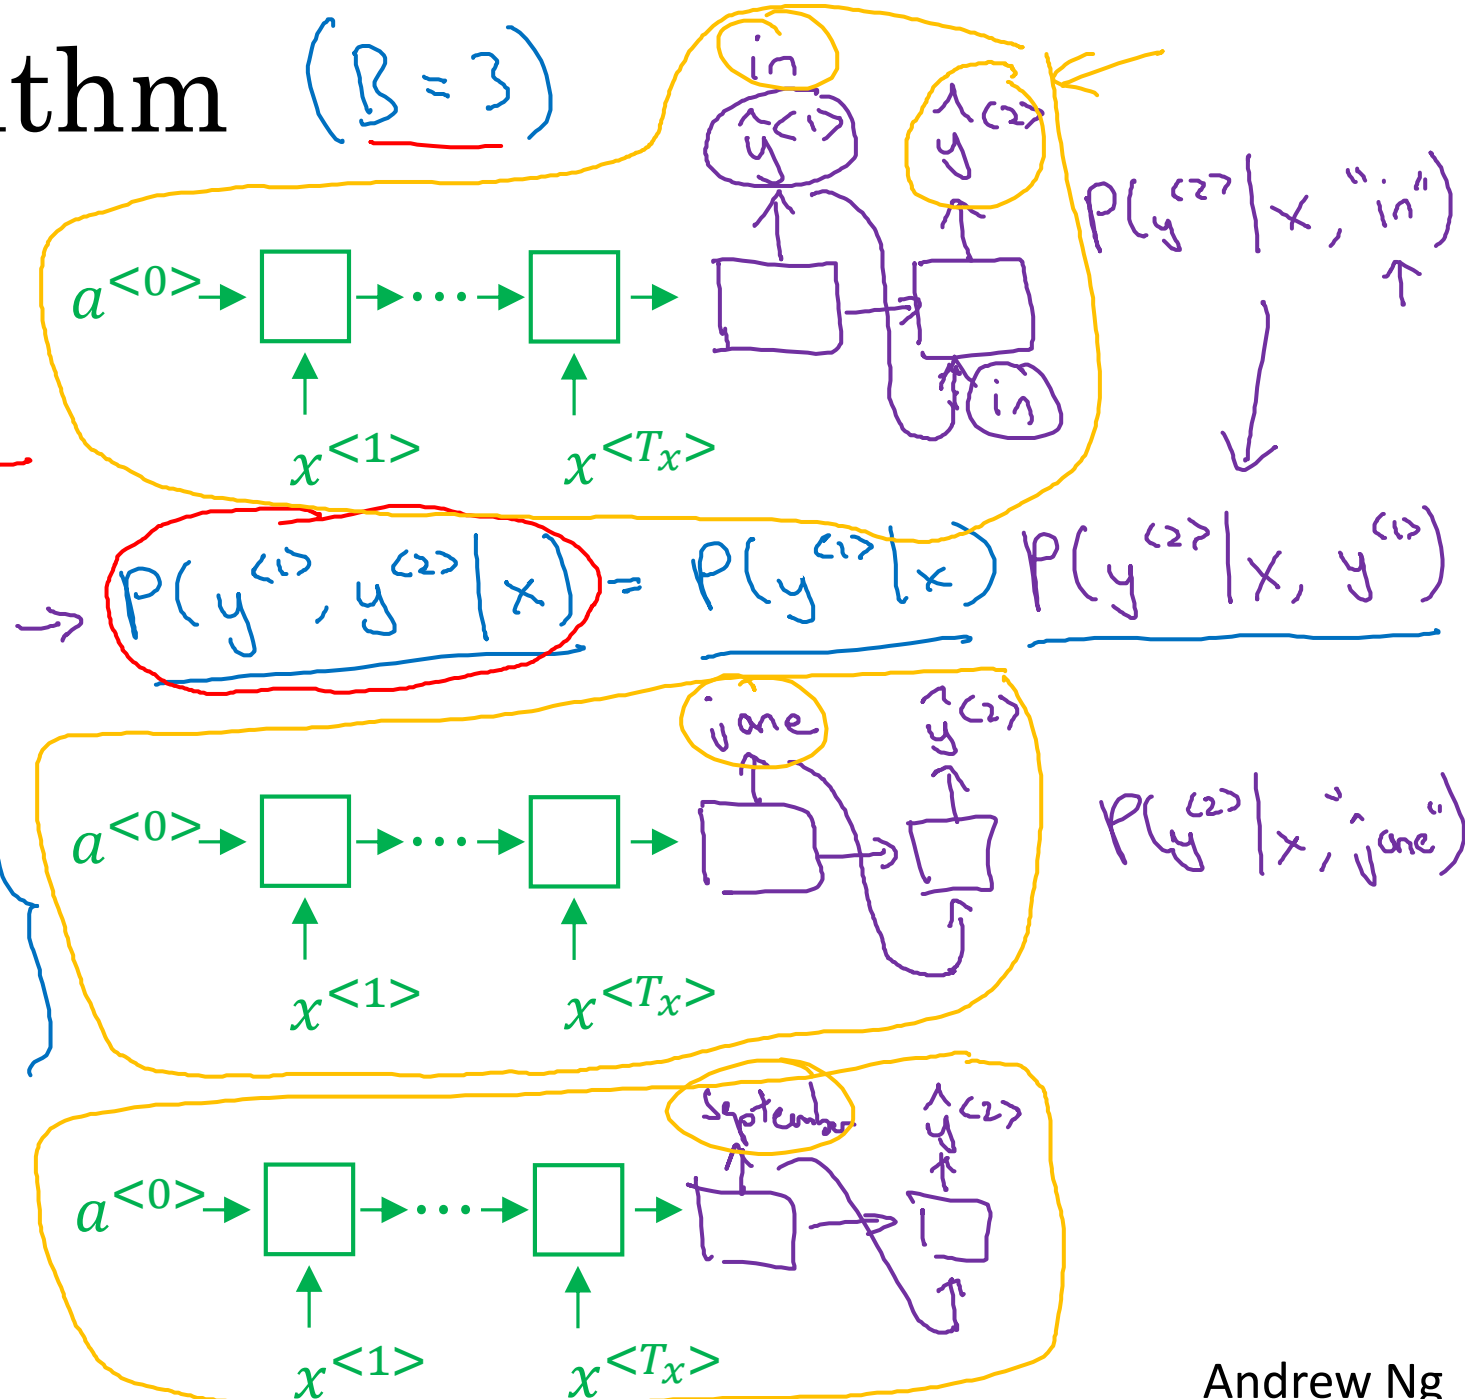 ithm (B = 3)
in
ŷ<1> ŷ<2>
P(y<2> | x, "in")
a<0> ...
in
x<1> x<Tx>
P(y<1>, y<2> | x) = P(y<1> | x) P(y<2> | x, y<1>)
jane ŷ<2>
a<0> ...
P(y<2> | x, "jane")
x<1> x<Tx>
September ŷ<2>
a<0> ...
x<1> x<Tx>
Andrew Ng